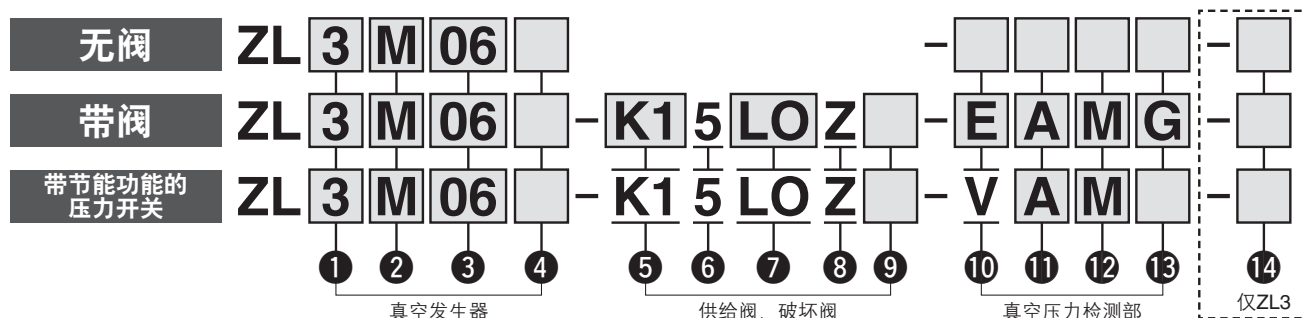 无阀 ZL 3 M 06 - -
带阀 ZL 3 M 06 - K1 5 LO Z - E A M G -
带节能功能的
压力开关 ZL 3 M 06 - K1 5 LO Z - V A M -
❶ ❷ ❸ ❹ ❺ ❻ ❼ ❽ ❾ ❿ ⓫ ⓬ ⓭ ⓮
真空发生器 供给阀、破坏阀 真空压力检测部 仅ZL3